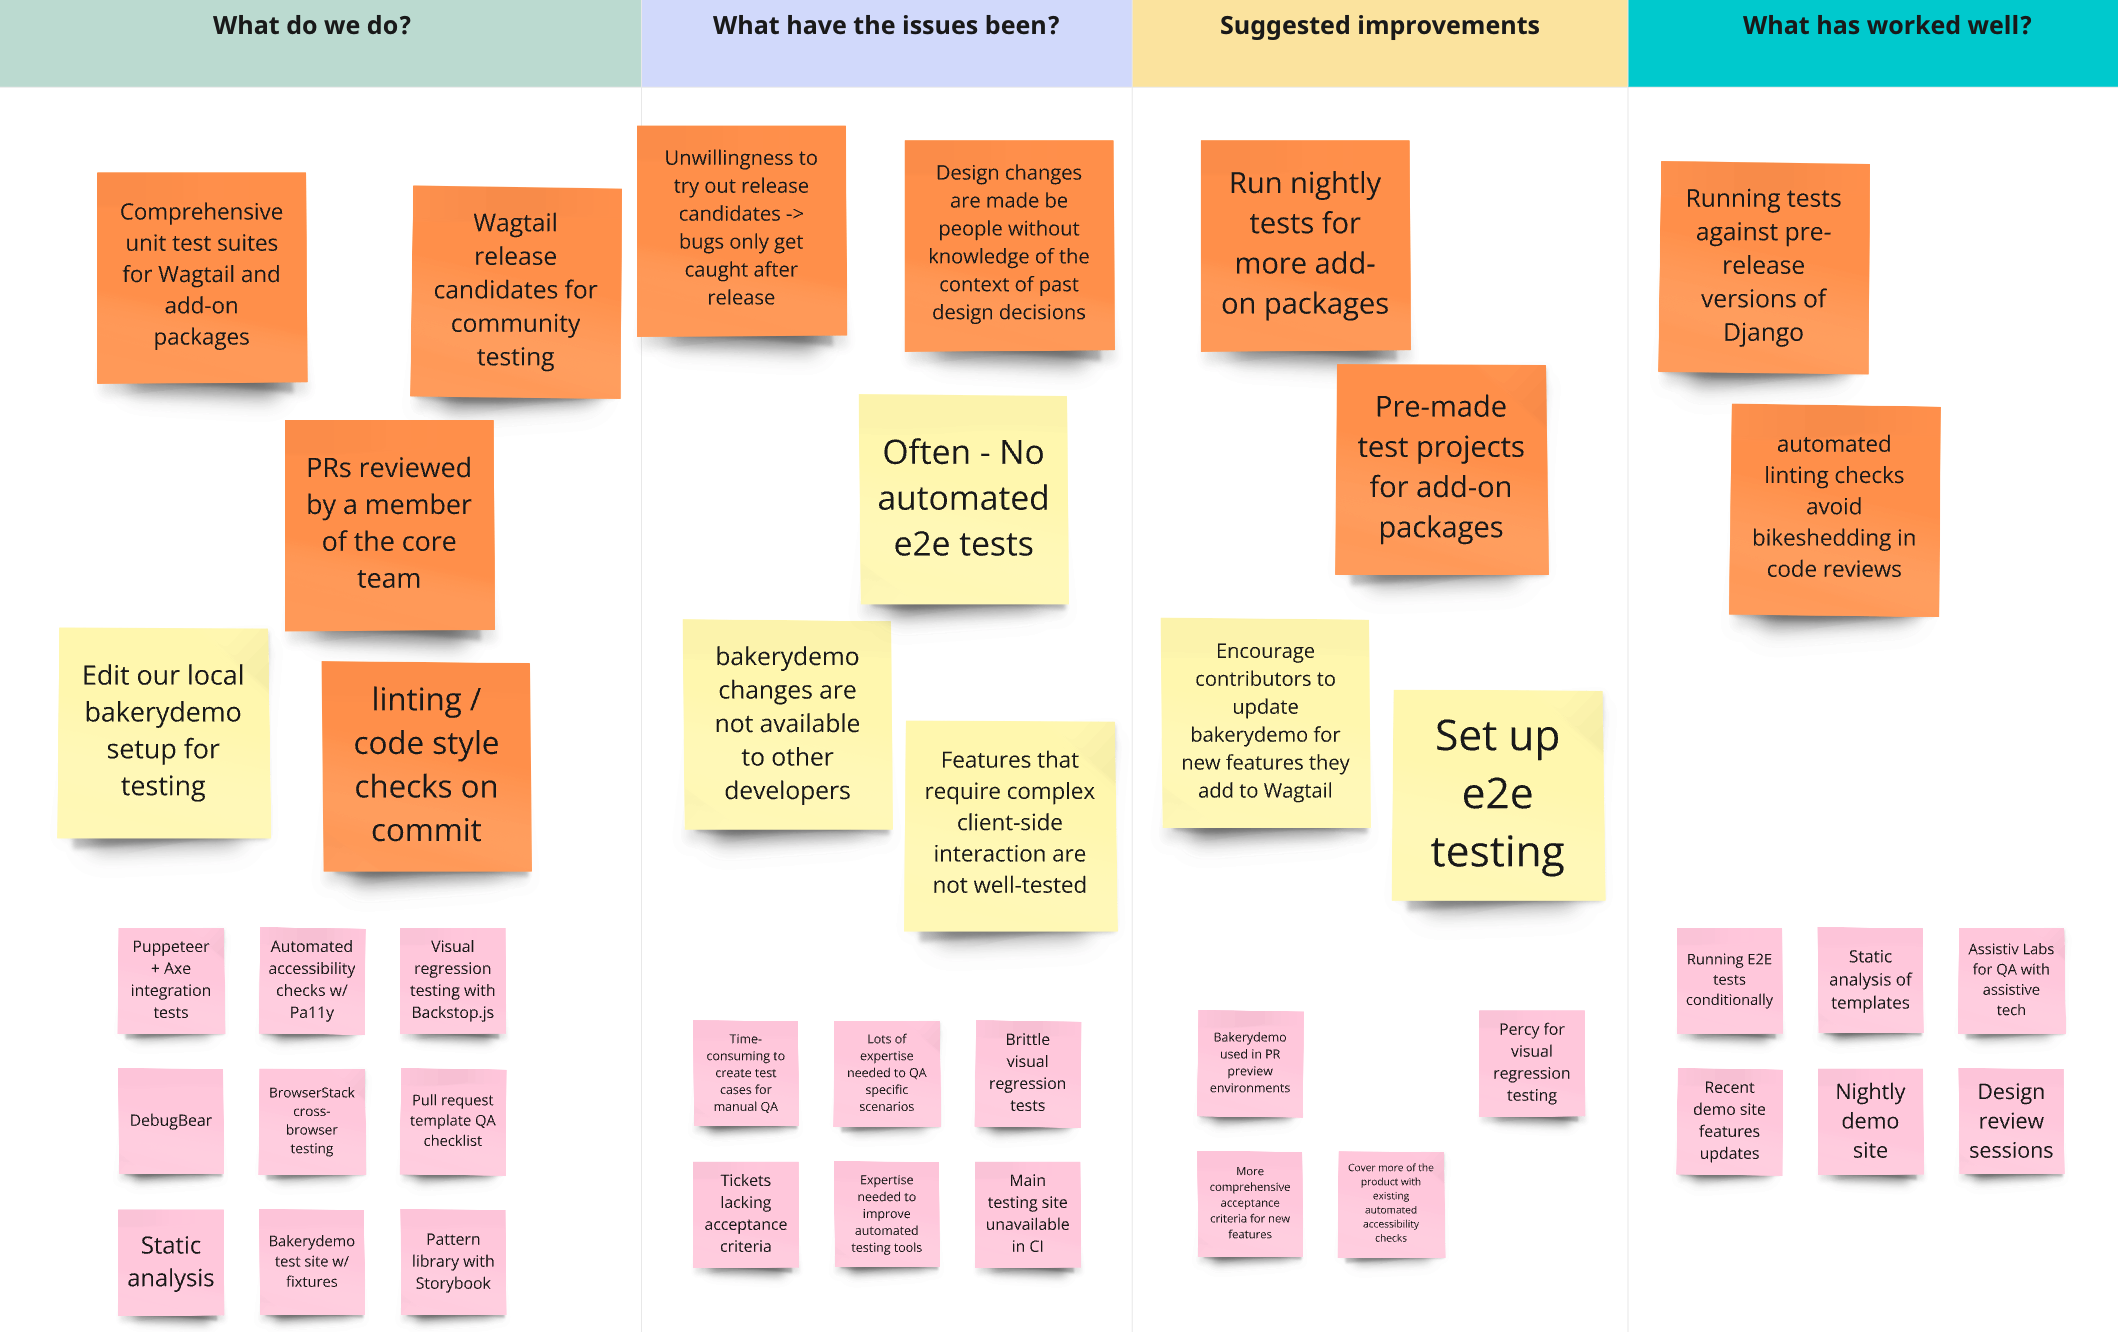 What do we do?
What have the issues been?
Suggested improvements
What has worked well?
Comprehensive
unit test suites
for Wagtail and
add-on
packages
Wagtail
release
candidates for
community
testing
PRs reviewed
by a member
of the core
team
Edit our local
bakerydemo
setup for
testing
linting /
code style
checks on
commit
Puppeteer
+ Axe
integration
tests
Automated
accessibility
checks w/
Pa11y
Visual
regression
testing with
Backstop.js
DebugBear
BrowserStack
cross-
browser
testing
Pull request
template QA
checklist
Static
analysis
Bakerydemo
test site w/
fixtures
Pattern
library with
Storybook
Unwillingness to
try out release
candidates ->
bugs only get
caught after
release
Design changes
are made be
people without
knowledge of the
context of past
design decisions
Often - No
automated
e2e tests
bakerydemo
changes are
not available
to other
developers
Features that
require complex
client-side
interaction are
not well-tested
Time-
consuming to
create test
cases for
manual QA
Lots of
expertise
needed to QA
specific
scenarios
Brittle
visual
regression
tests
Tickets
lacking
acceptance
criteria
Expertise
needed to
improve
automated
testing tools
Main
testing site
unavailable
in CI
Run nightly
tests for
more add-
on packages
Pre-made
test projects
for add-on
packages
Encourage
contributors to
update
bakerydemo for
new features they
add to Wagtail
Set up
e2e
testing
Bakerydemo
used in PR
preview
environments
Percy for
visual
regression
testing
More
comprehensive
acceptance
criteria for new
features
Cover more of the
product with
existing
automated
accessibility
checks
Running tests
against pre-
release
versions of
Django
automated
linting checks
avoid
bikeshedding in
code reviews
Running E2E
tests
conditionally
Static
analysis of
templates
Assistiv Labs
for QA with
assistive
tech
Recent
demo site
features
updates
Nightly
demo
site
Design
review
sessions